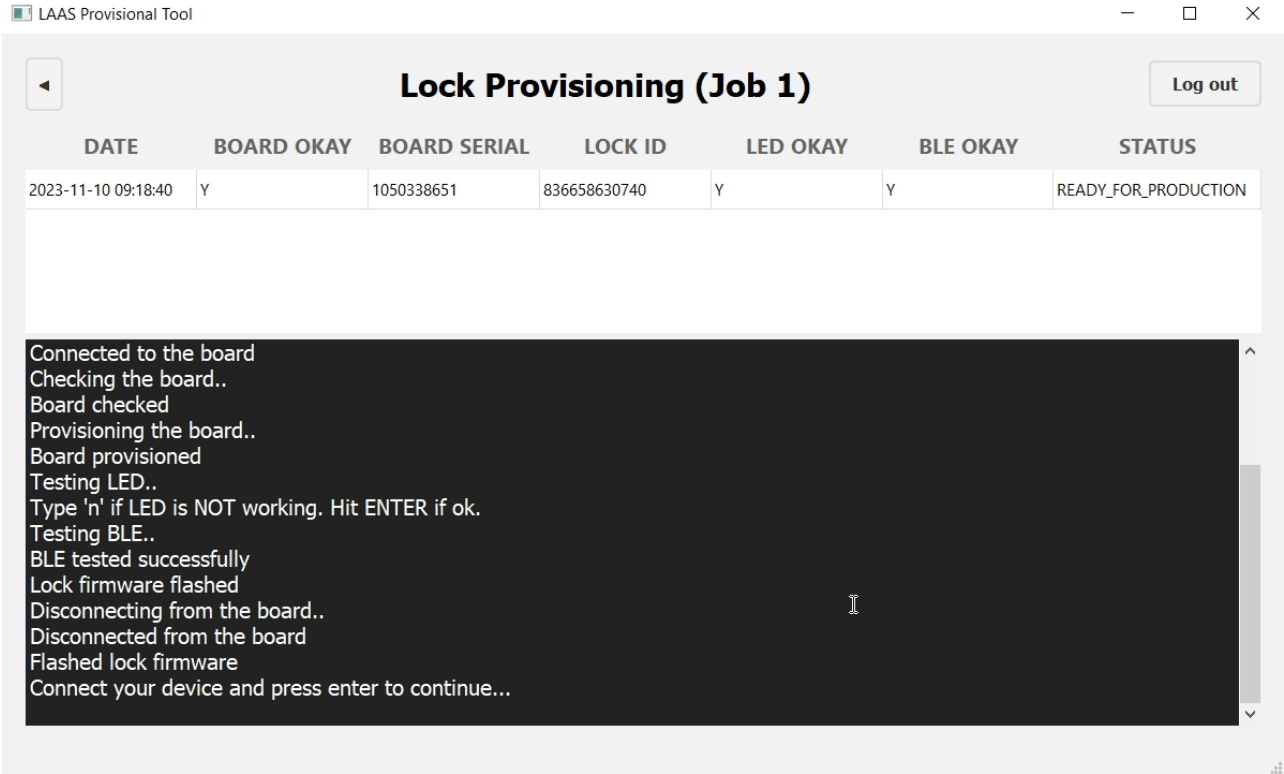 LAAS Provisional Tool
Lock Provisioning (Job 1)
Log out
DATE BOARD OKAY BOARD SERIAL LOCK ID LED OKAY BLE OKAY STATUS
2023-11-10 09:18:40 Y 1050338651 836658630740 Y Y READY_FOR_PRODUCTION
Connected to the board
Checking the board..
Board checked
Provisioning the board..
Board provisioned
Testing LED..
Type 'n' if LED is NOT working. Hit ENTER if ok.
Testing BLE..
BLE tested successfully
Lock firmware flashed
Disconnecting from the board..
Disconnected from the board
Flashed lock firmware
Connect your device and press enter to continue...